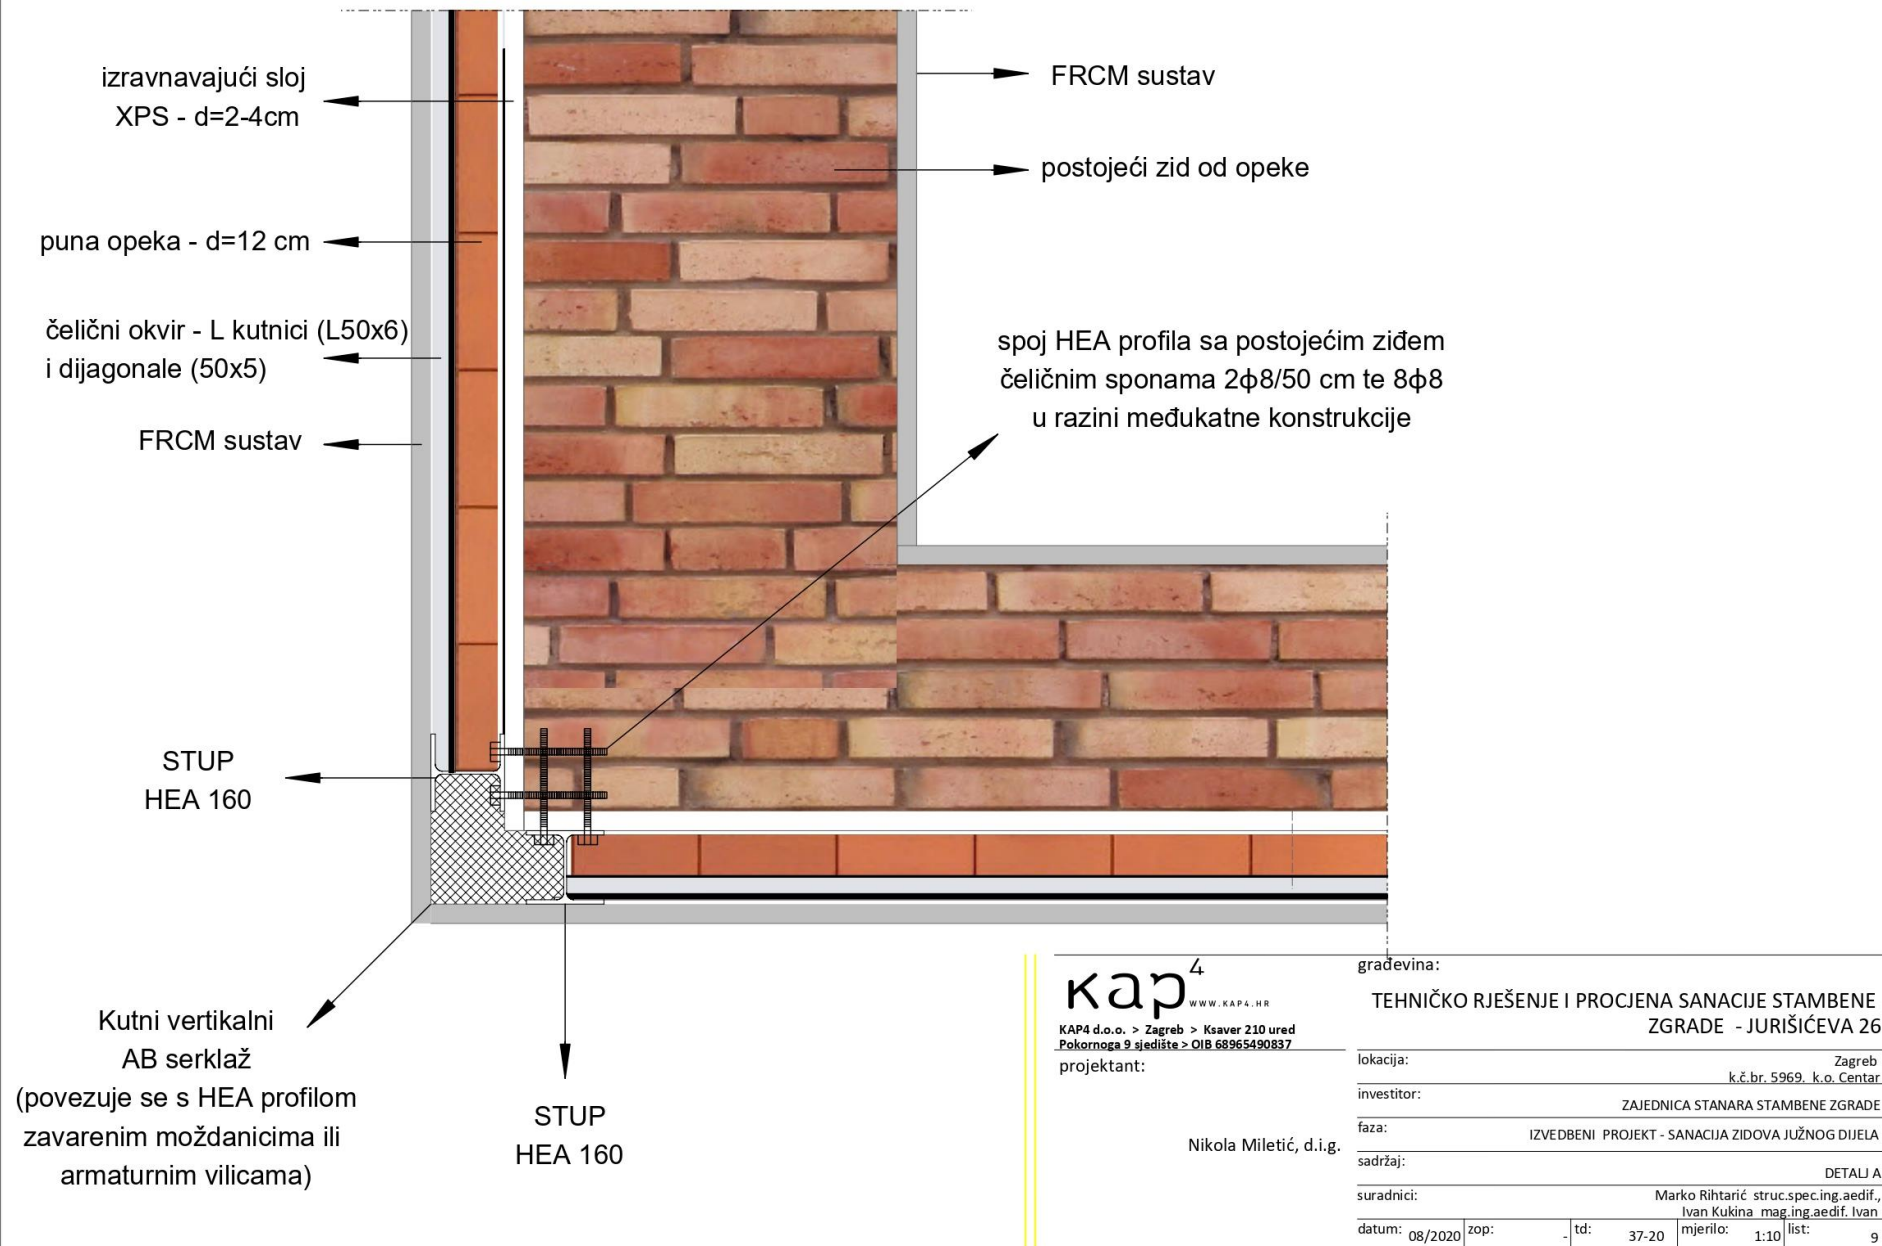 izravnavajući sloj
XPS - d=2-4cm
puna opeka - d=12 cm
čelični okvir - L kutnici (L50x6)
i dijagonale (50x5)
FRCM sustav
STUP
HEA 160
Kutni vertikalni
AB serklaž
(povezuje se s HEA profilom
zavarenim moždanicima ili
armaturnim vilicama)
STUP
HEA 160
FRCM sustav
postojeći zid od opeke
spoj HEA profila sa postojećim ziđem
čeličnim sponama 2ϕ8/50 cm te 8ϕ8
u razini međukatne konstrukcije
кap4
WWW.KAP4.HR
KAP4 d.o.o. > Zagreb > Ksaver 210 ured
Pokornoga 9 sjedište > OIB 68965490837
projektant:
Nikola Miletić, d.i.g.
građevina:
TEHNIČKO RJEŠENJE I PROCJENA SANACIJE STAMBENE
ZGRADE - JURIŠIĆEVA 26
lokacija: Zagreb
k.č.br. 5969. k.o. Centar
investitor: ZAJEDNICA STANARA STAMBENE ZGRADE
faza: IZVEDBENI PROJEKT - SANACIJA ZIDOVA JUŽNOG DIJELA
sadržaj: DETALJ A
suradnici: Marko Rihtarić struc.spec.ing.aedif.,
Ivan Kukina mag.ing.aedif. Ivan
datum: 08/2020 zop: - td: 37-20 mjerilo: 1:10 list: 9